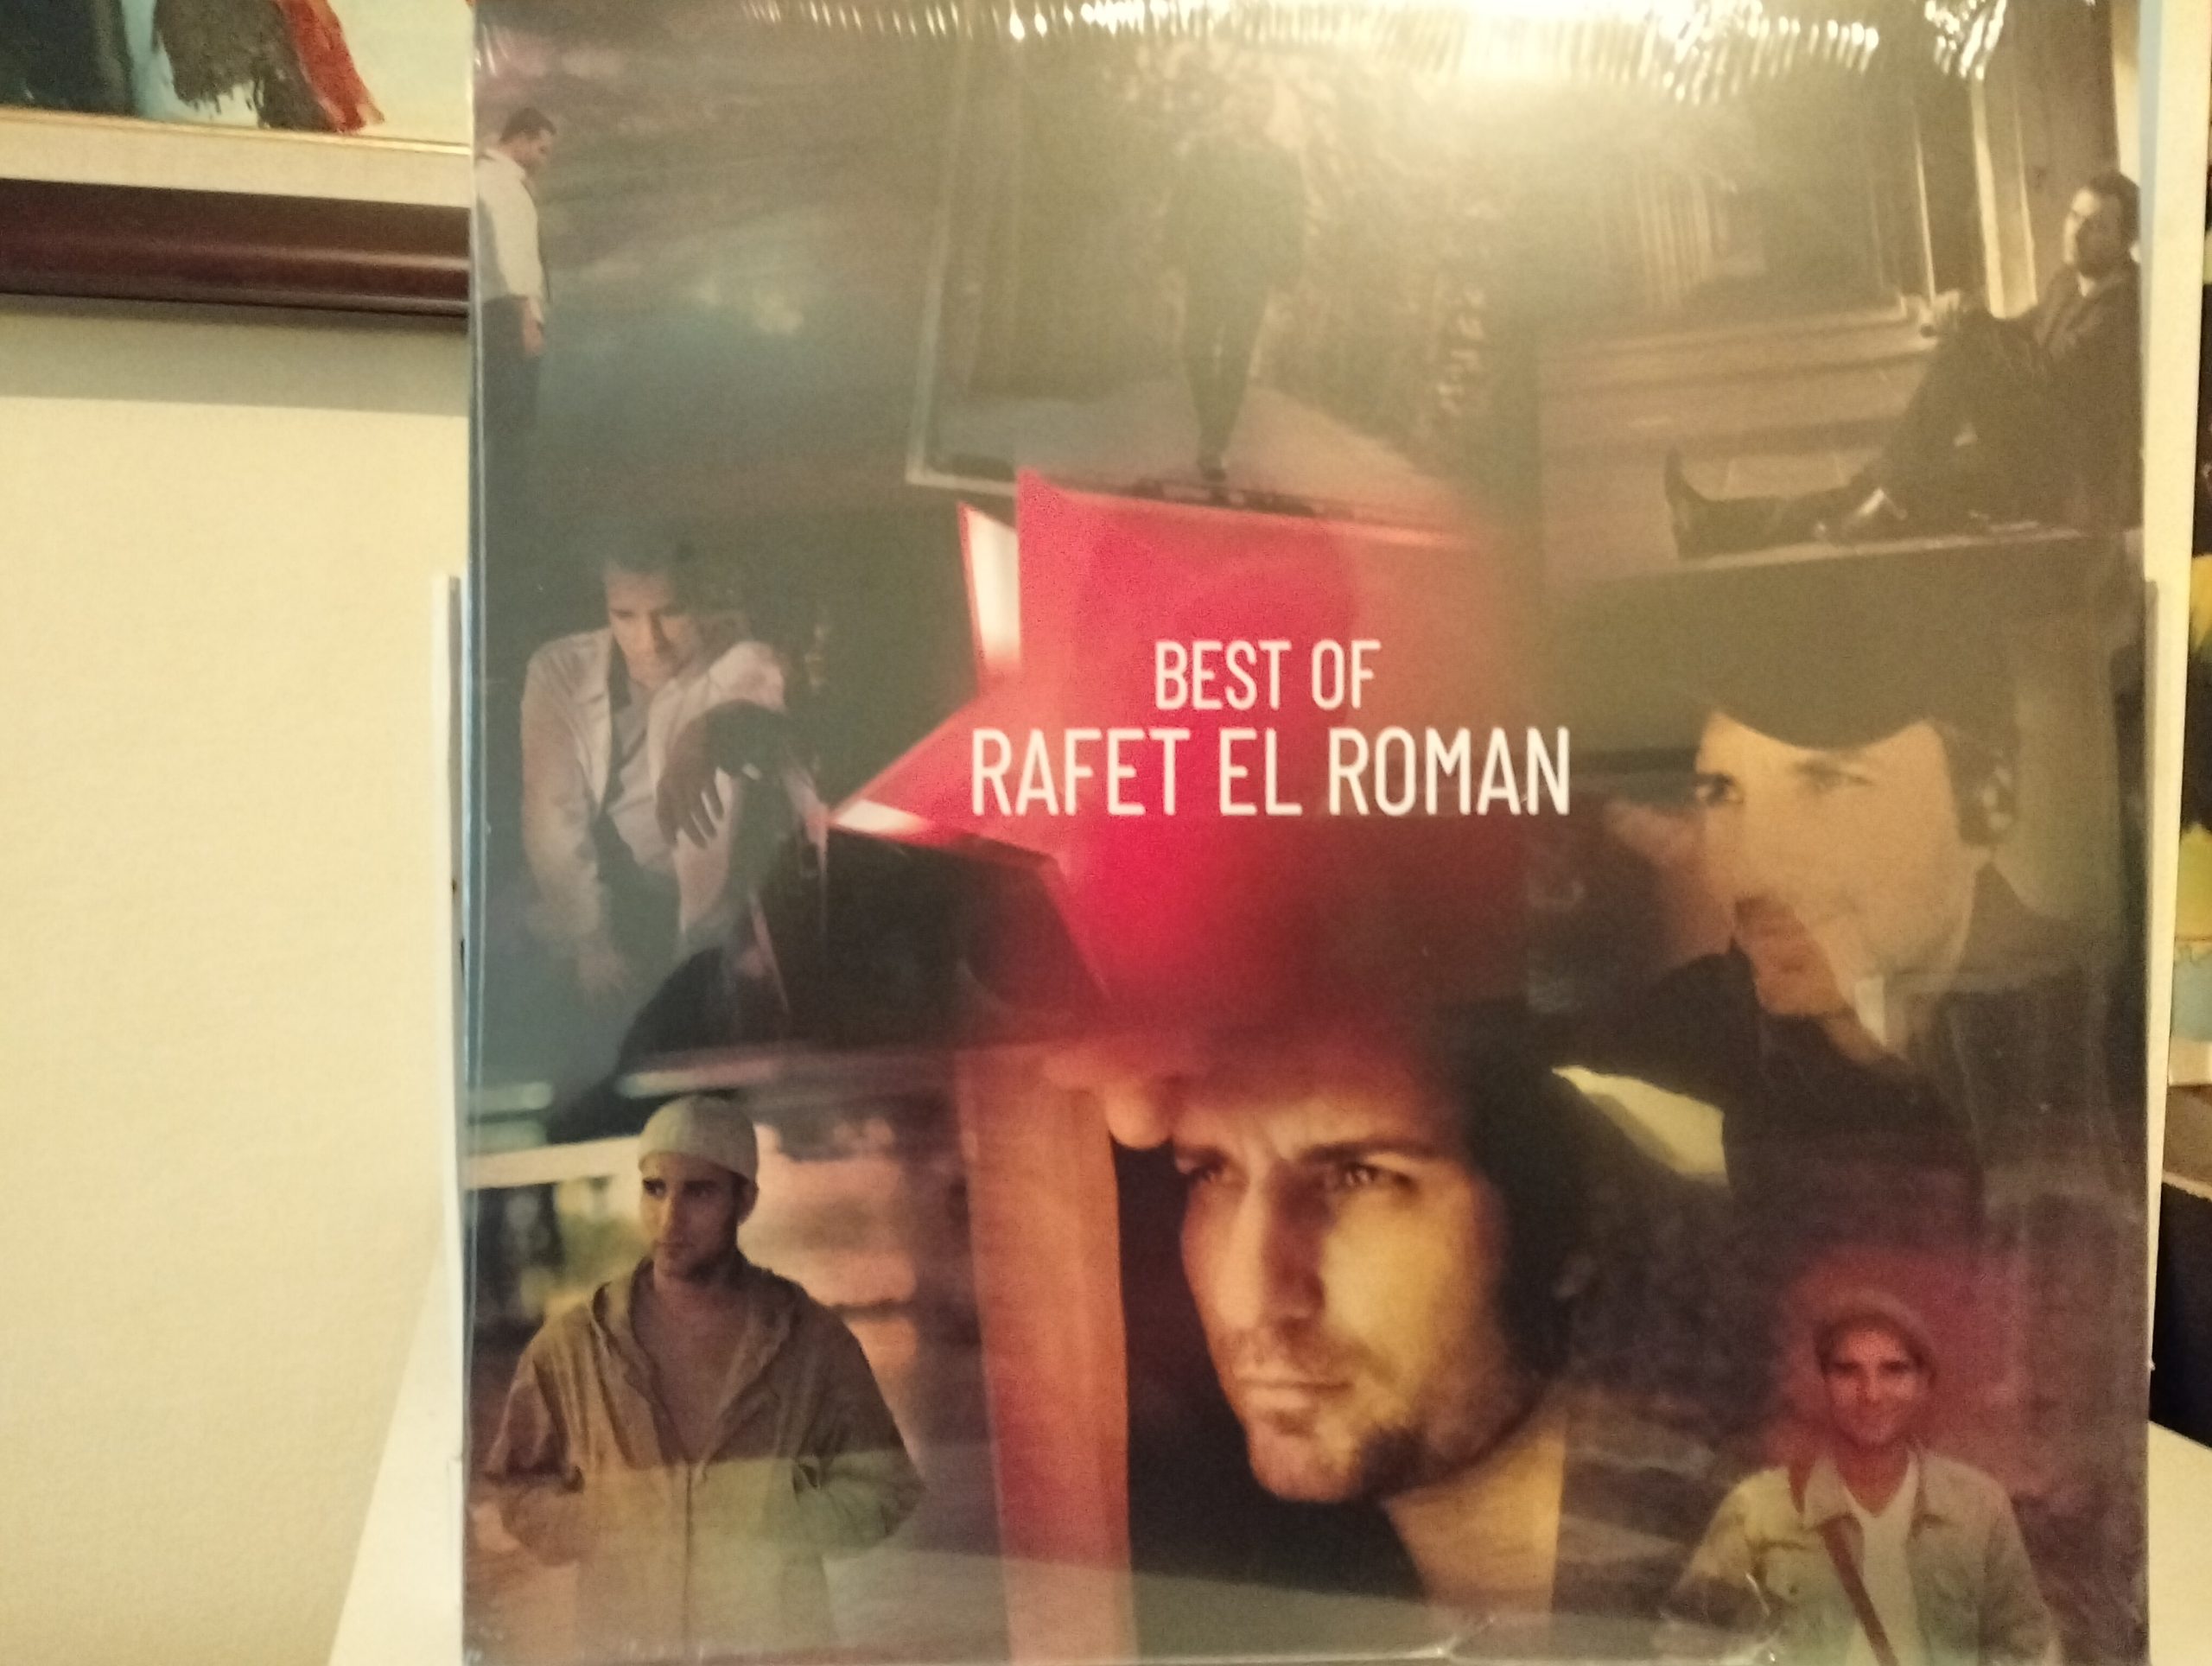 BEST OF
RAFET EL ROMAN